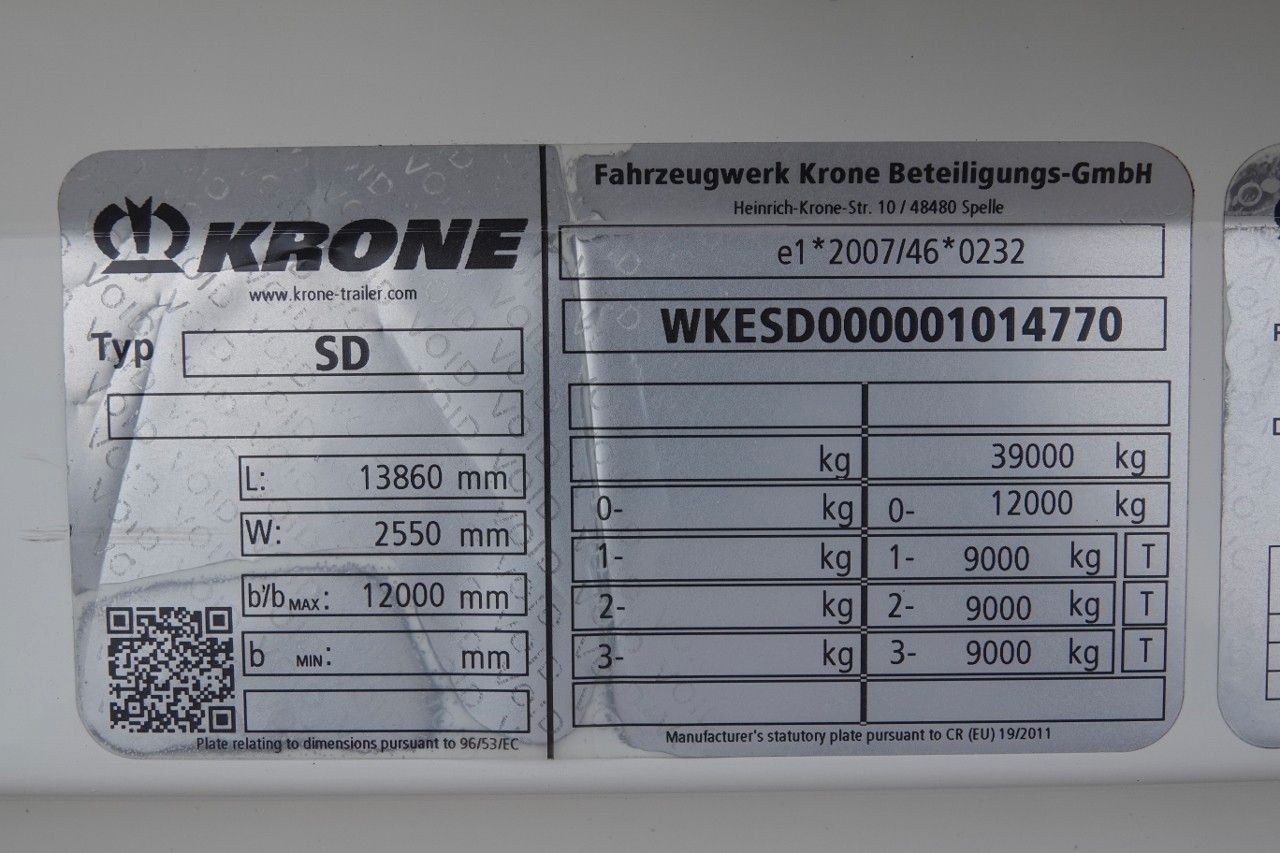 KRONE
www.krone-trailer.com
Typ SD
L: 13860 mm
W: 2550 mm
b'/b MAX: 12000 mm
b MIN: mm
Plate relating to dimensions pursuant to 96/53/EC
Fahrzeugwerk Krone Beteiligungs-GmbH
Heinrich-Krone-Str. 10 / 48480 Spelle
e1*2007/46*0232
WKESD000001014770
kg 39000 kg
0- kg 0- 12000 kg
1- kg 1- 9000 kg T
2- kg 2- 9000 kg T
3- kg 3- 9000 kg T
Manufacturer's statutory plate pursuant to CR (EU) 19/2011